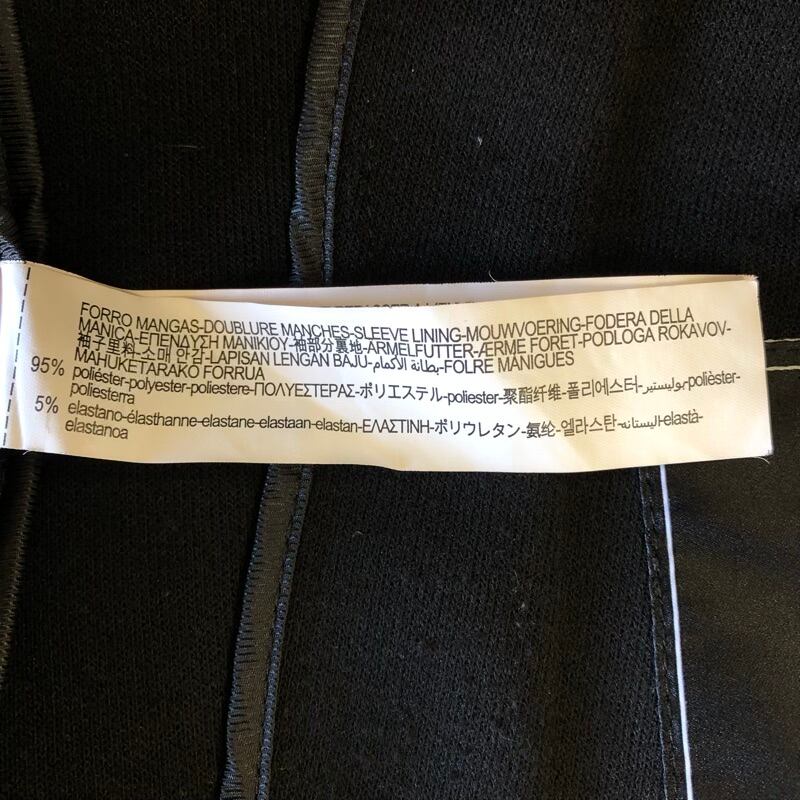 FORRO MANGAS-DOUBLURE MANCHES-SLEEVE LINING-MOUWVOERING-FODERA DELLA
MANICA-ΕΠΕΝΔΥΣΗ ΜΑΝΙΚΙΟΥ-袖部分裏地-ÄRMELFUTTER-ÆRME FORET-PODLOGA ROKAVOV-
袖子里料-소매 안감-LAPISAN LENGAN BAJU-بطانة الأكمام-FOLRE MANIGUES
MAHUKETARAKO FORRUA
95% poliéster-polyester-poliestere-ΠΟΛΥΕΣΤΕΡΑΣ-ポリエステル-poliester-聚酯纤维-폴리에스터-بوليستير-polièster-
poliesterra
5% elastano-élasthanne-elastane-elastaan-elastan-ΕΛΑΣΤΙΝΗ-ポリウレタン-氨纶-엘라스탄-اليستانه-elastà-
elastanoa